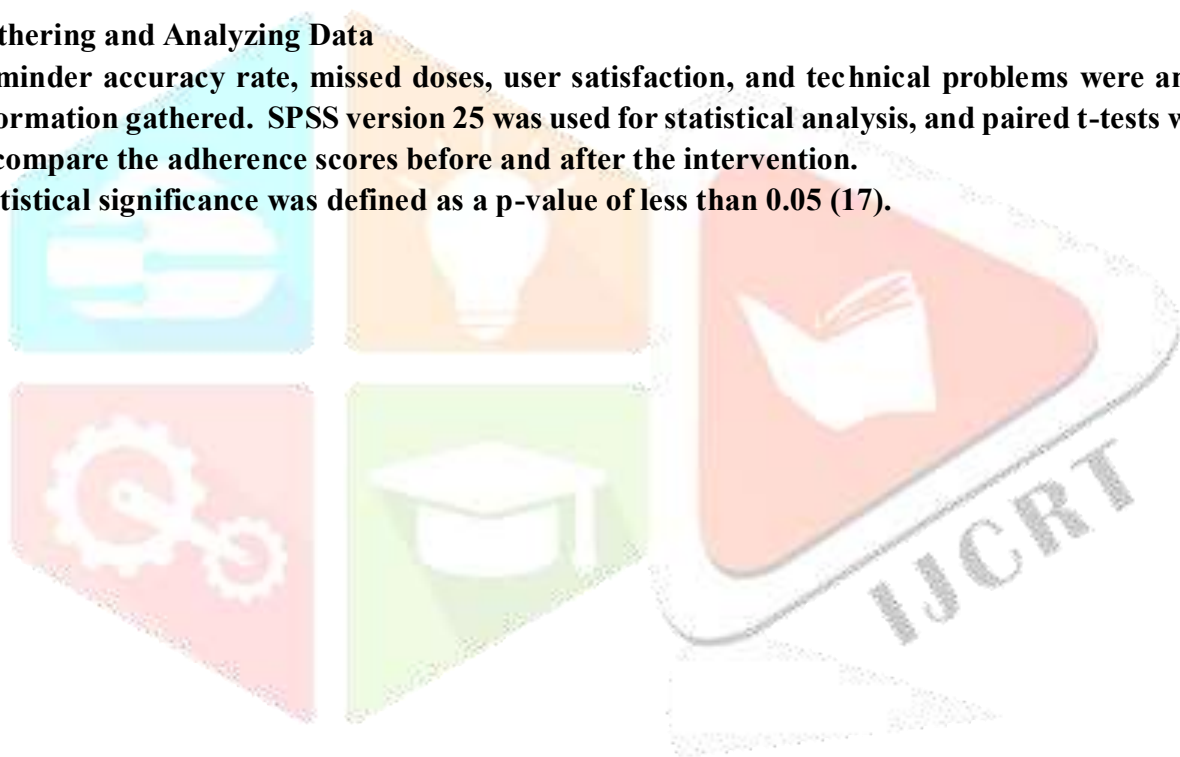 thering and Analyzing Data
minder accuracy rate, missed doses, user satisfaction, and technical problems were an
ormation gathered. SPSS version 25 was used for statistical analysis, and paired t-tests w
compare the adherence scores before and after the intervention.
tistical significance was defined as a p-value of less than 0.05 (17).
IJCRT